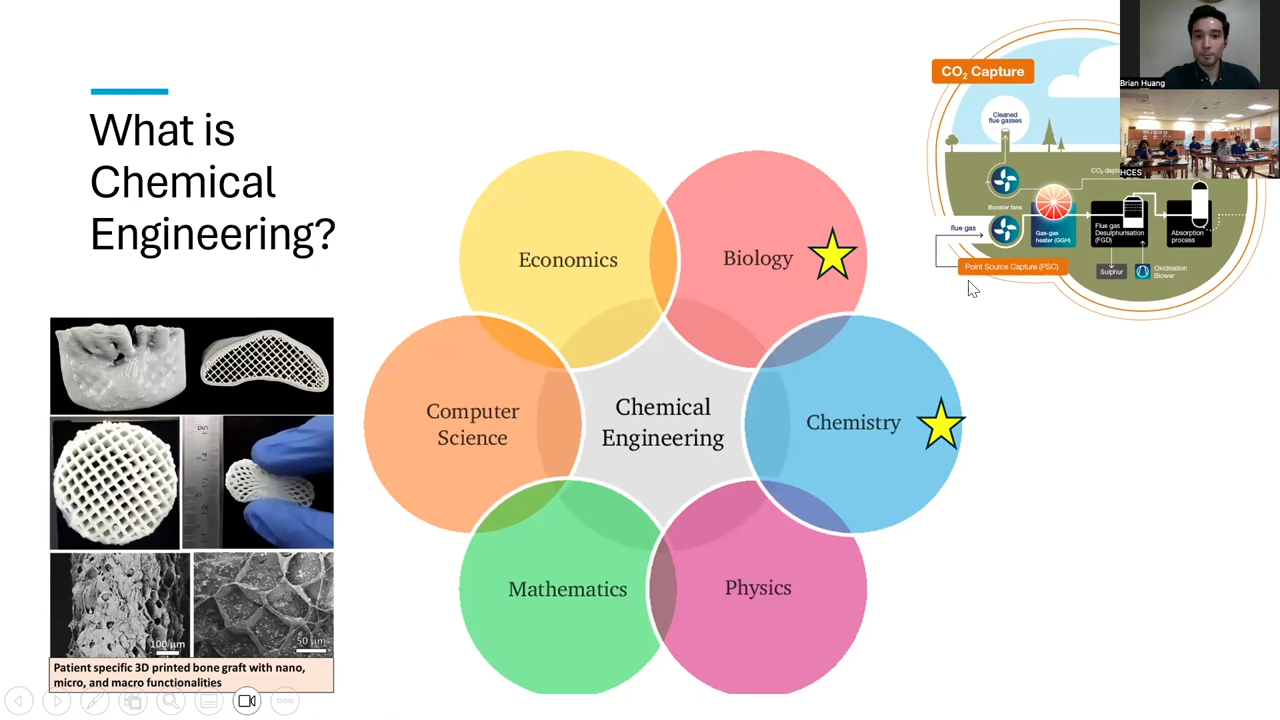 What is
Chemical
Engineering?
Patient specific 3D printed bone graft with nano,
micro, and macro functionalities
100 µm
50 µm
15
14
Economics
Biology
Computer
Science
Chemical
Engineering
Chemistry
Mathematics
Physics
CO₂ Capture
Cleaned
flue gasses
Booster fans
flue gas
Gas-gas
heater (GGH)
Flue gas
Desulphurisation
(FGD)
Absorption
process
Point Source Capture (PSC)
Sulphur
Oxidisation
Blower
Brian Huang
HCES